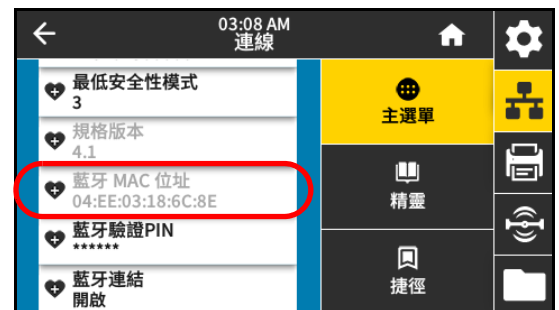 03:08 AM
連線
最低安全性模式
3
規格版本
4.1
藍牙 MAC 位址
04:EE:03:18:6C:8E
藍牙驗證PIN
******
藍牙連結
開啟
主選單
精靈
捷徑